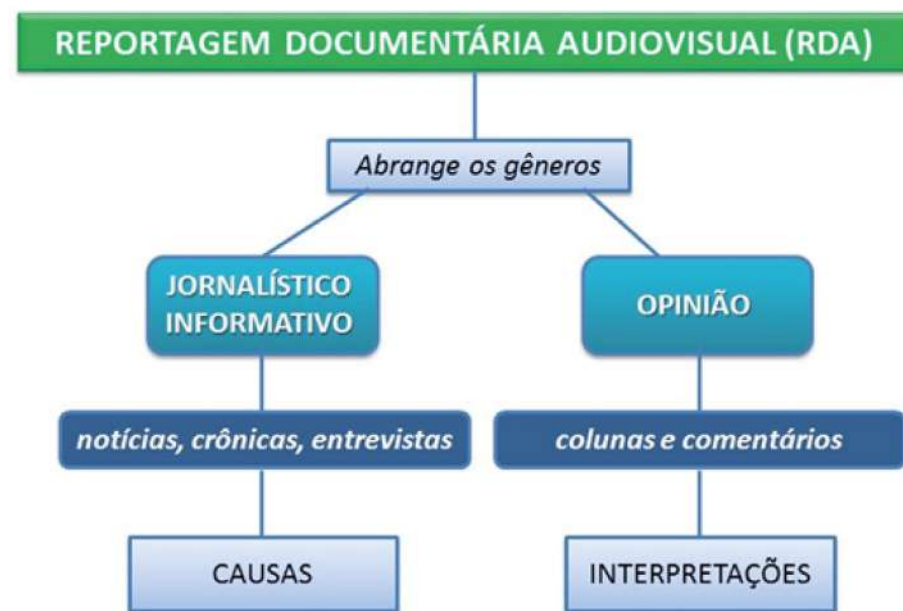 REPORTAGEM DOCUMENTÁRIA AUDIOVISUAL (RDA)
Abrange os gêneros
JORNALÍSTICO
INFORMATIVO
OPINIÃO
notícias, crônicas, entrevistas
colunas e comentários
CAUSAS
INTERPRETAÇÕES